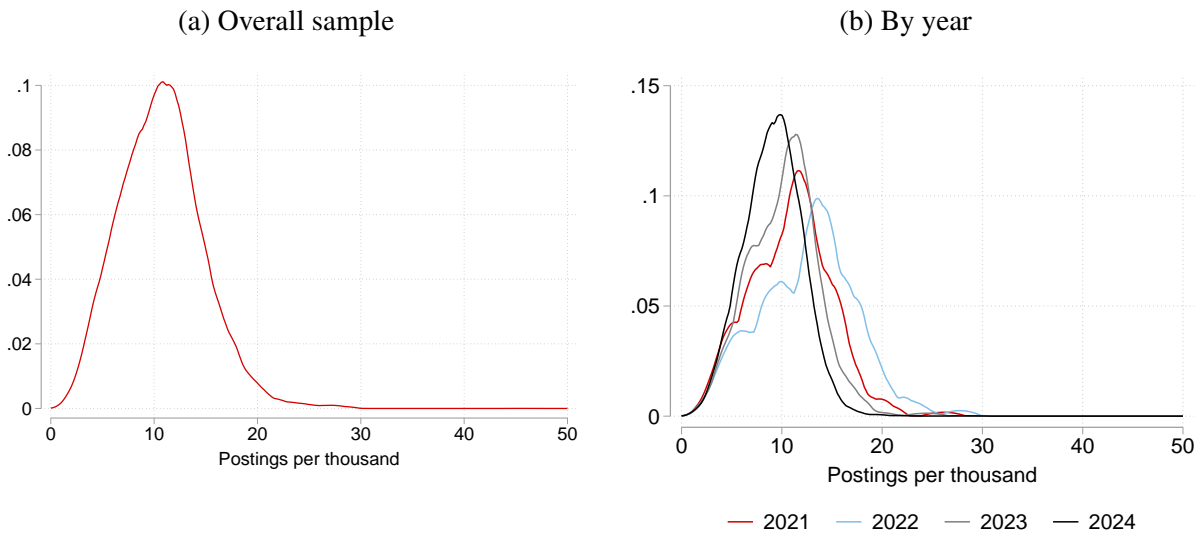 (a) Overall sample
.1
.08
.06
.04
.02
0
0 10 20 30 40 50
Postings per thousand
(b) By year
.15
.1
.05
0
0 10 20 30 40 50
Postings per thousand
2021 2022 2023 2024